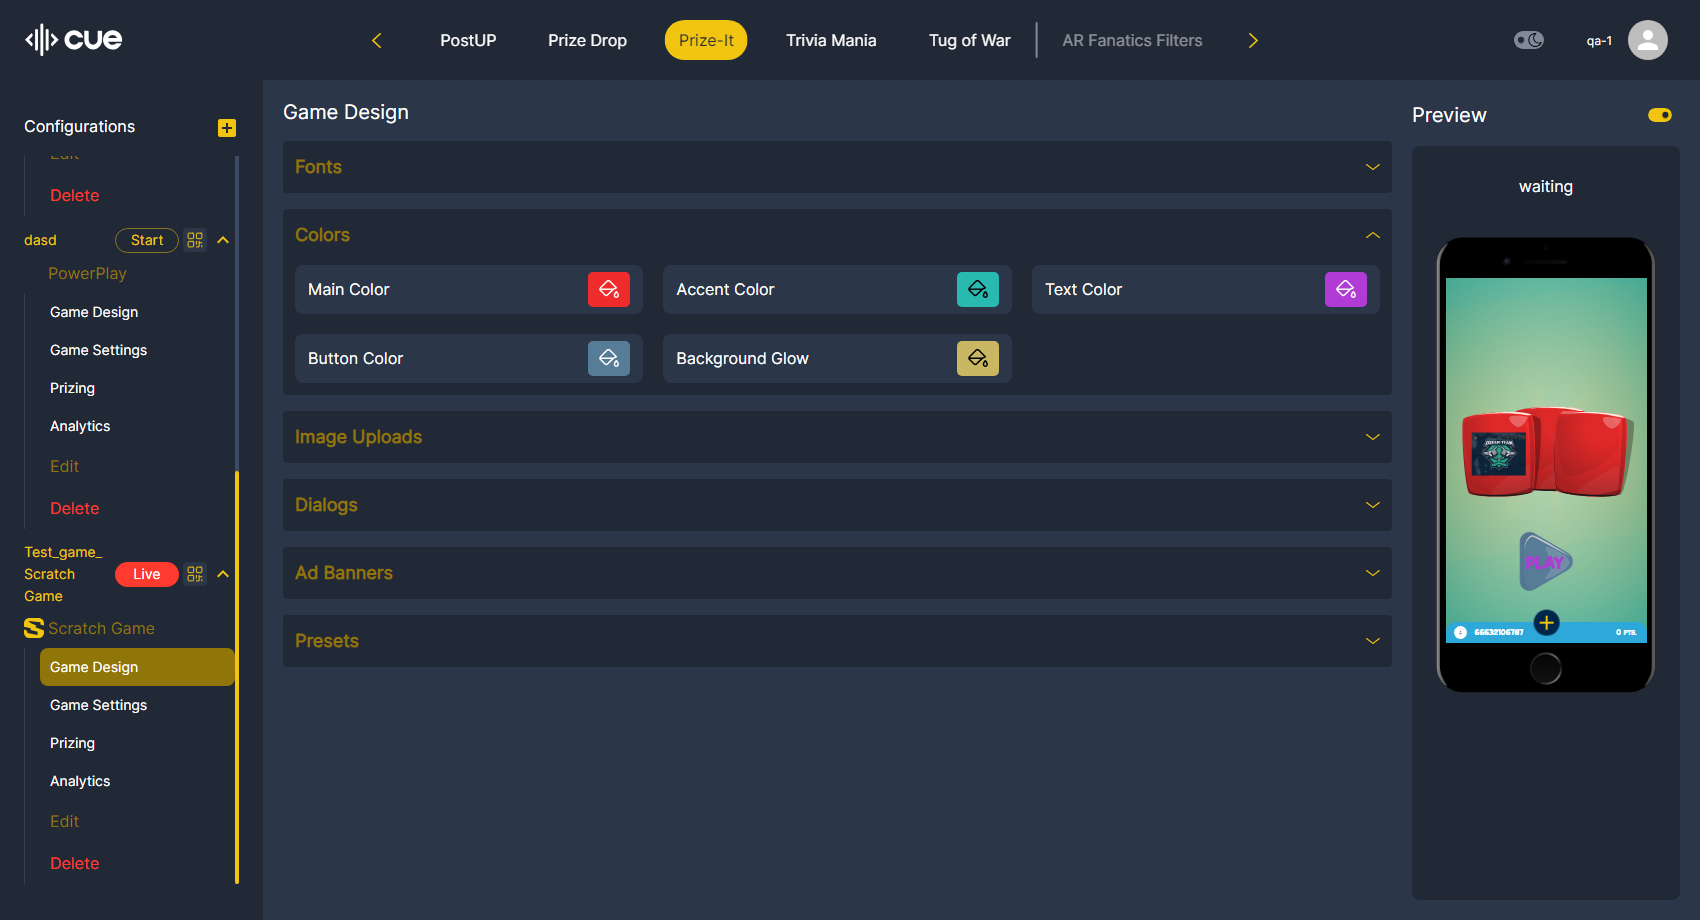 cue
PostUP
Prize Drop
Prize-It
Trivia Mania
Tug of War
AR Fanatics Filters
qa-1
Configurations
Edit
Delete
dasd
Start
PowerPlay
Game Design
Game Settings
Prizing
Analytics
Edit
Delete
Test_game_
Scratch
Game
Live
Scratch Game
Game Design
Game Settings
Prizing
Analytics
Edit
Delete
Game Design
Fonts
Colors
Main Color
Accent Color
Text Color
Button Color
Background Glow
Image Uploads
Dialogs
Ad Banners
Presets
Preview
waiting
PLAY
0 PTS.